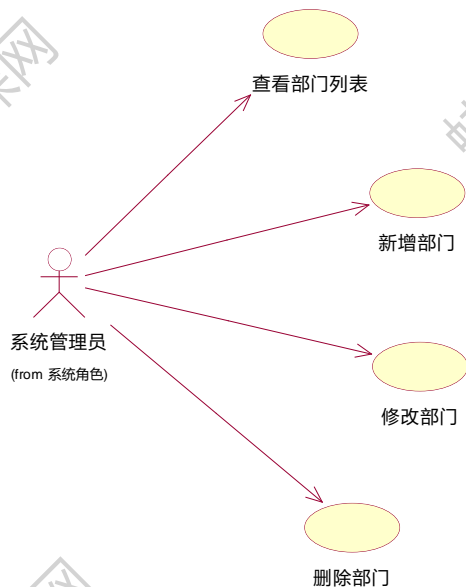 查看部门列表
新增部门
系统管理员
(from 系统角色)
修改部门
删除部门